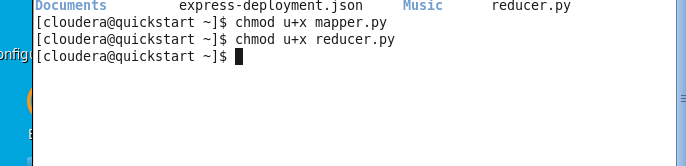 Documents express-deployment.json Music reducer.py
[cloudera@quickstart ~]$ chmod u+x mapper.py
[cloudera@quickstart ~]$ chmod u+x reducer.py
[cloudera@quickstart ~]$